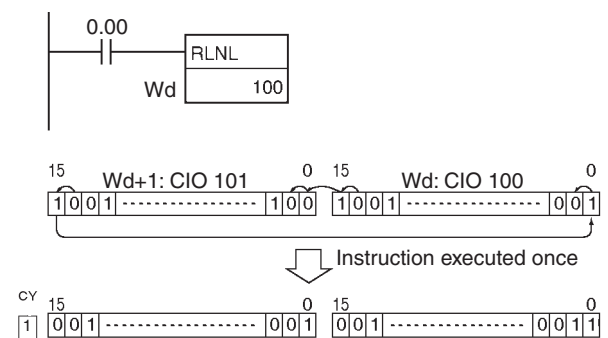 0.00
RLNL
Wd 100
15 0 15 0
Wd+1: CIO 101 Wd: CIO 100
1 0 0 1 - - - - - - - - - - - - - - - 1 0 0 1 0 0 1 - - - - - - - - - - - - - - - 0 0 1
Instruction executed once
CY 15 0 15 0
1 0 0 1 - - - - - - - - - - - - - - - 0 0 1 0 0 1 - - - - - - - - - - - - - - - 0 0 1 1